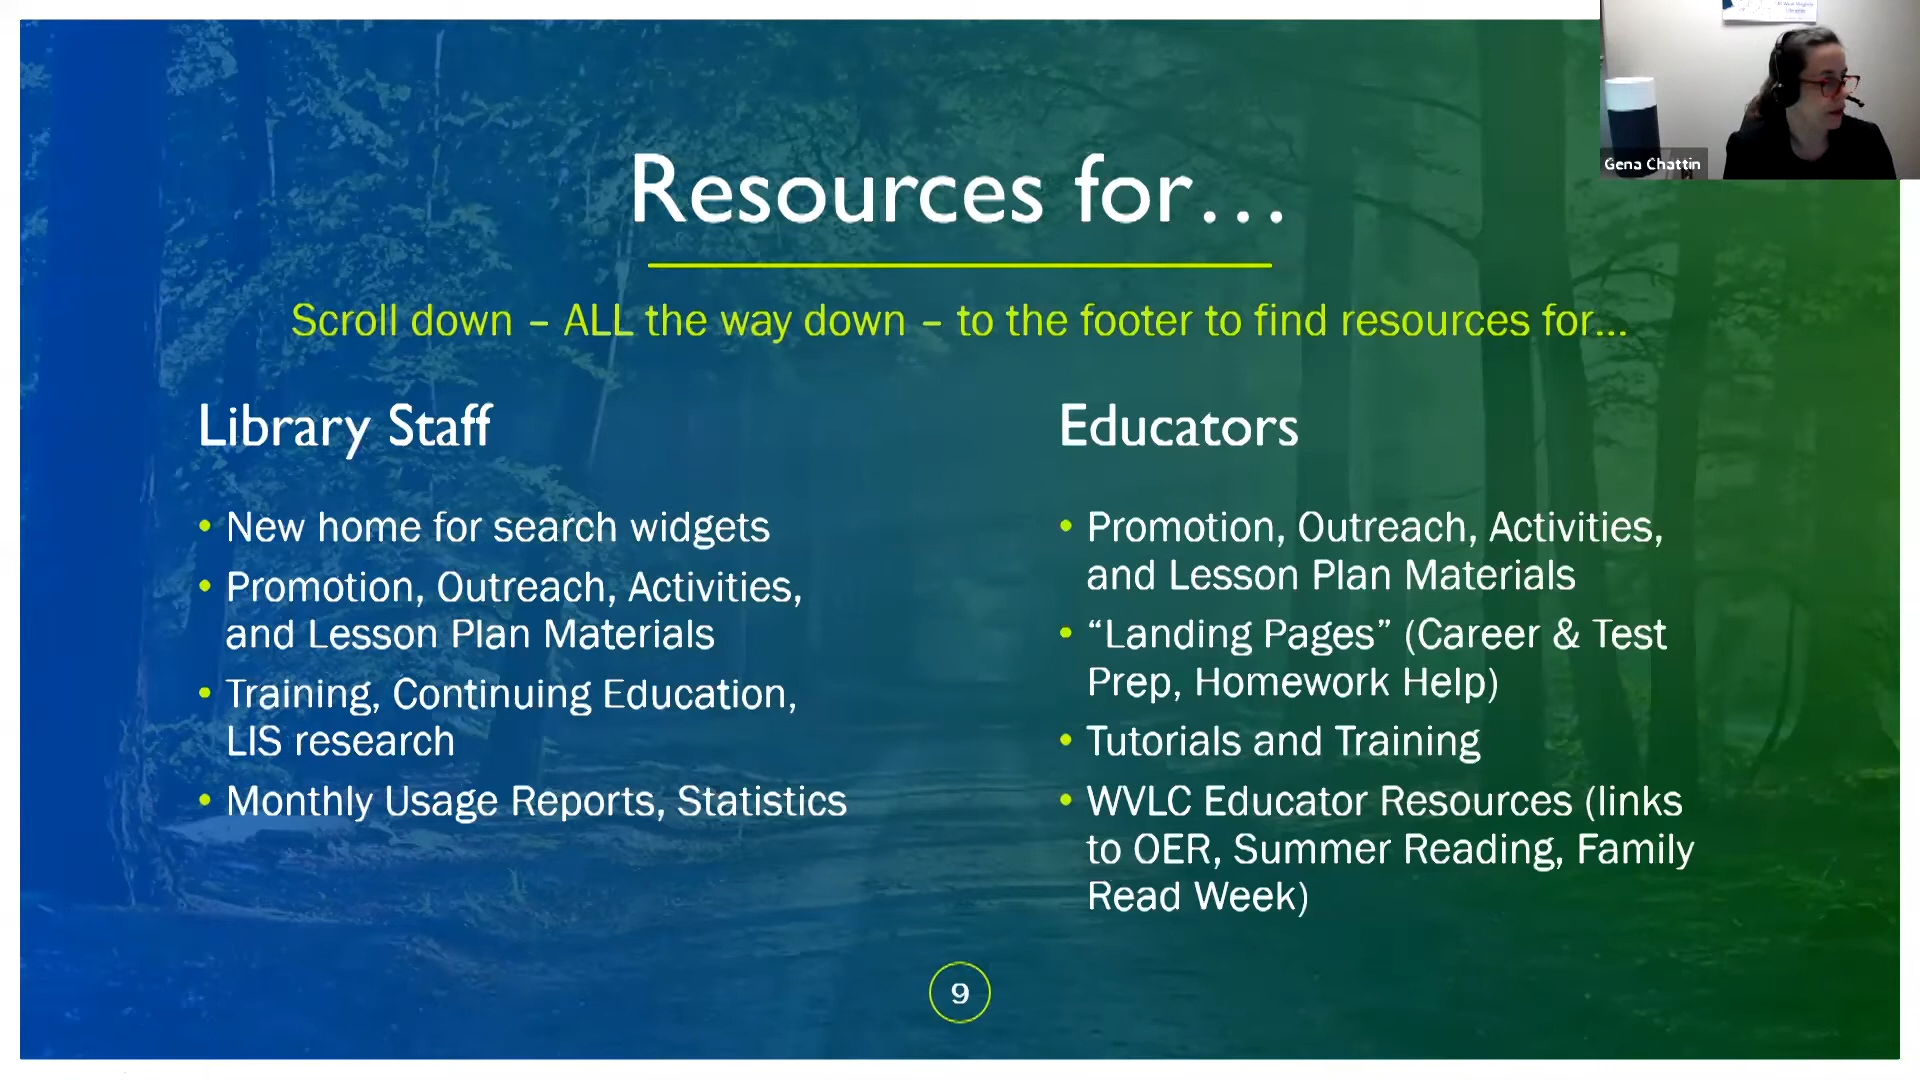 Resources for...
Scroll down – ALL the way down – to the footer to find resources for...
Library Staff
• New home for search widgets
• Promotion, Outreach, Activities,
and Lesson Plan Materials
• Training, Continuing Education,
LIS research
• Monthly Usage Reports, Statistics
Educators
• Promotion, Outreach, Activities,
and Lesson Plan Materials
• “Landing Pages” (Career & Test
Prep, Homework Help)
• Tutorials and Training
• WVLC Educator Resources (links
to OER, Summer Reading, Family
Read Week)
9
Gena Chattin